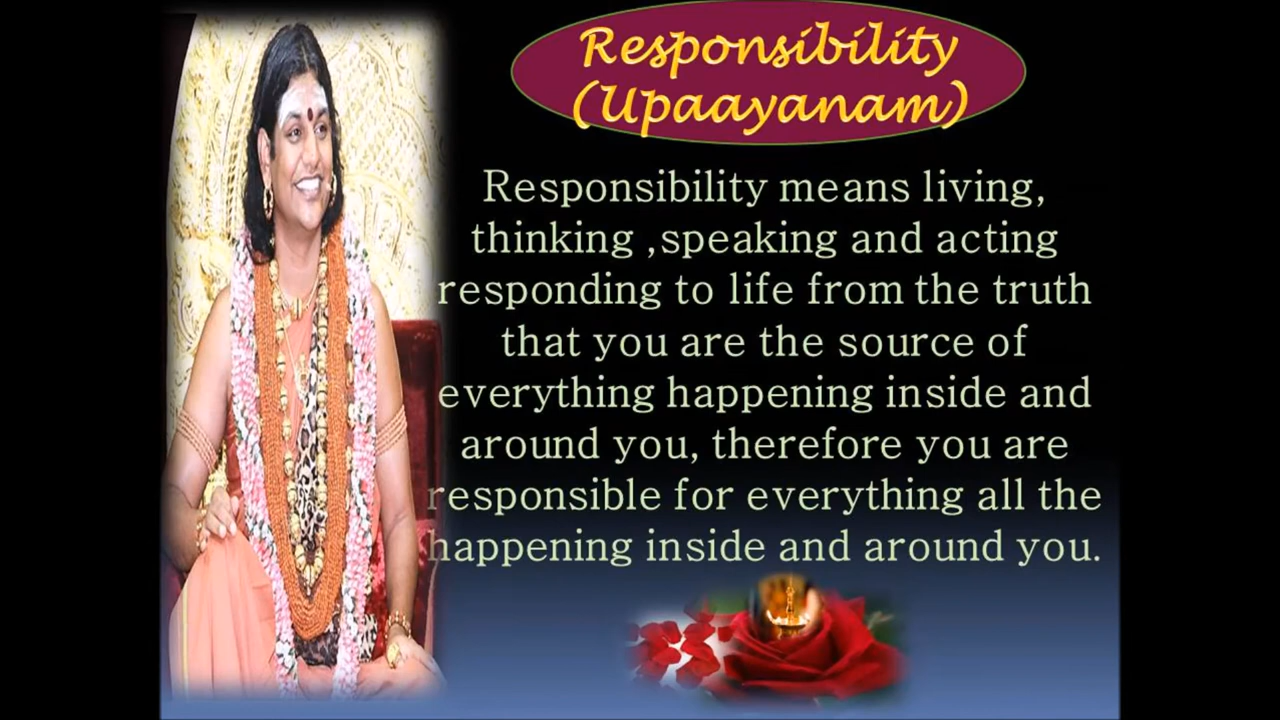 Responsibility
(Upaayanam)
Responsibility means living,
thinking ,speaking and acting
responding to life from the truth
that you are the source of
everything happening inside and
around you, therefore you are
responsible for everything all the
happening inside and around you.